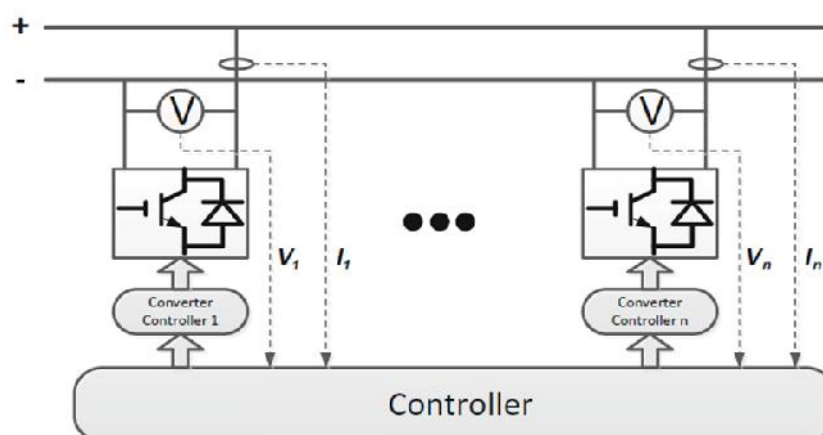 +
-
V
V
V1
I1
Vn
In
Converter
Controller 1
Converter
Controller n
Controller